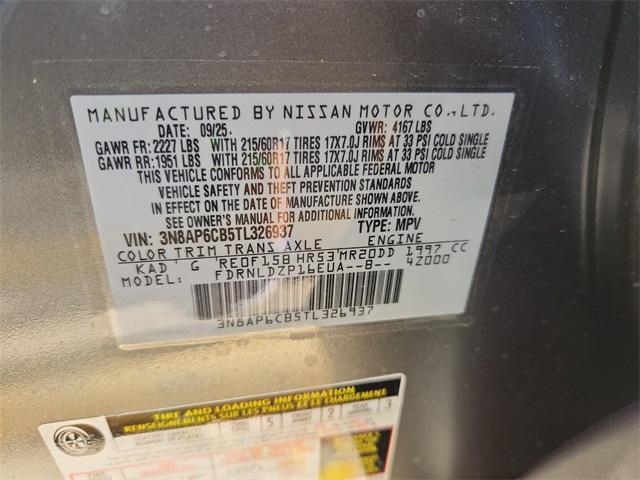 MANUFACTURED BY NISSAN MOTOR CO.,LTD.
DATE: 09/25. GVWR: 4167 LBS
GAWR FR: 2227 LBS WITH 215/60R17 TIRES 17X7.0J RIMS AT 33 PSI COLD SINGLE
GAWR RR: 1951 LBS WITH 215/60R17 TIRES 17X7.0J RIMS AT 33 PSI COLD SINGLE
THIS VEHICLE CONFORMS TO ALL APPLICABLE FEDERAL MOTOR
VEHICLE SAFETY AND THEFT PREVENTION STANDARDS
IN EFFECT ON THE DATE OF MANUFACTURE SHOWN ABOVE.
SEE OWNER'S MANUAL FOR ADDITIONAL INFORMATION.
VIN: 3N8AP6CB5TL326937 TYPE: MPV
COLOR TRIM TRANS AXLE ENGINE
KAD G RE0F15B HR53 MR20DD 1997 CC
MODEL: FDRNLDZP16EUA--B-- 4Z000
3N8AP6CB5TL326937
TIRE AND LOADING INFORMATION
RENSEIGNEMENTS SUR LES PNEUS ET LE CHARGEMENT
5 2 3